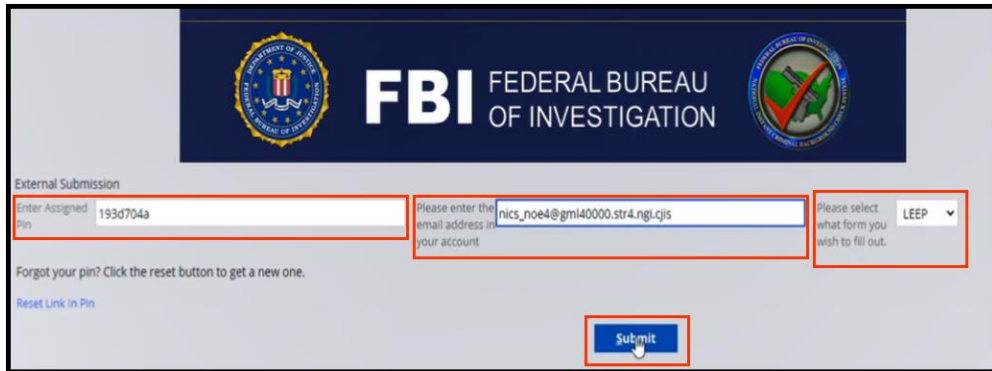 FBI FEDERAL BUREAU
OF INVESTIGATION
External Submission
Enter Assigned
Pin
193d704a
Please enter the
email address in
your account
nics_noe4@gml40000.str4.ngi.cjis
Please select
what form you
wish to fill out.
LEEP
Forgot your pin? Click the reset button to get a new one.
Reset Link In Pin
Submit